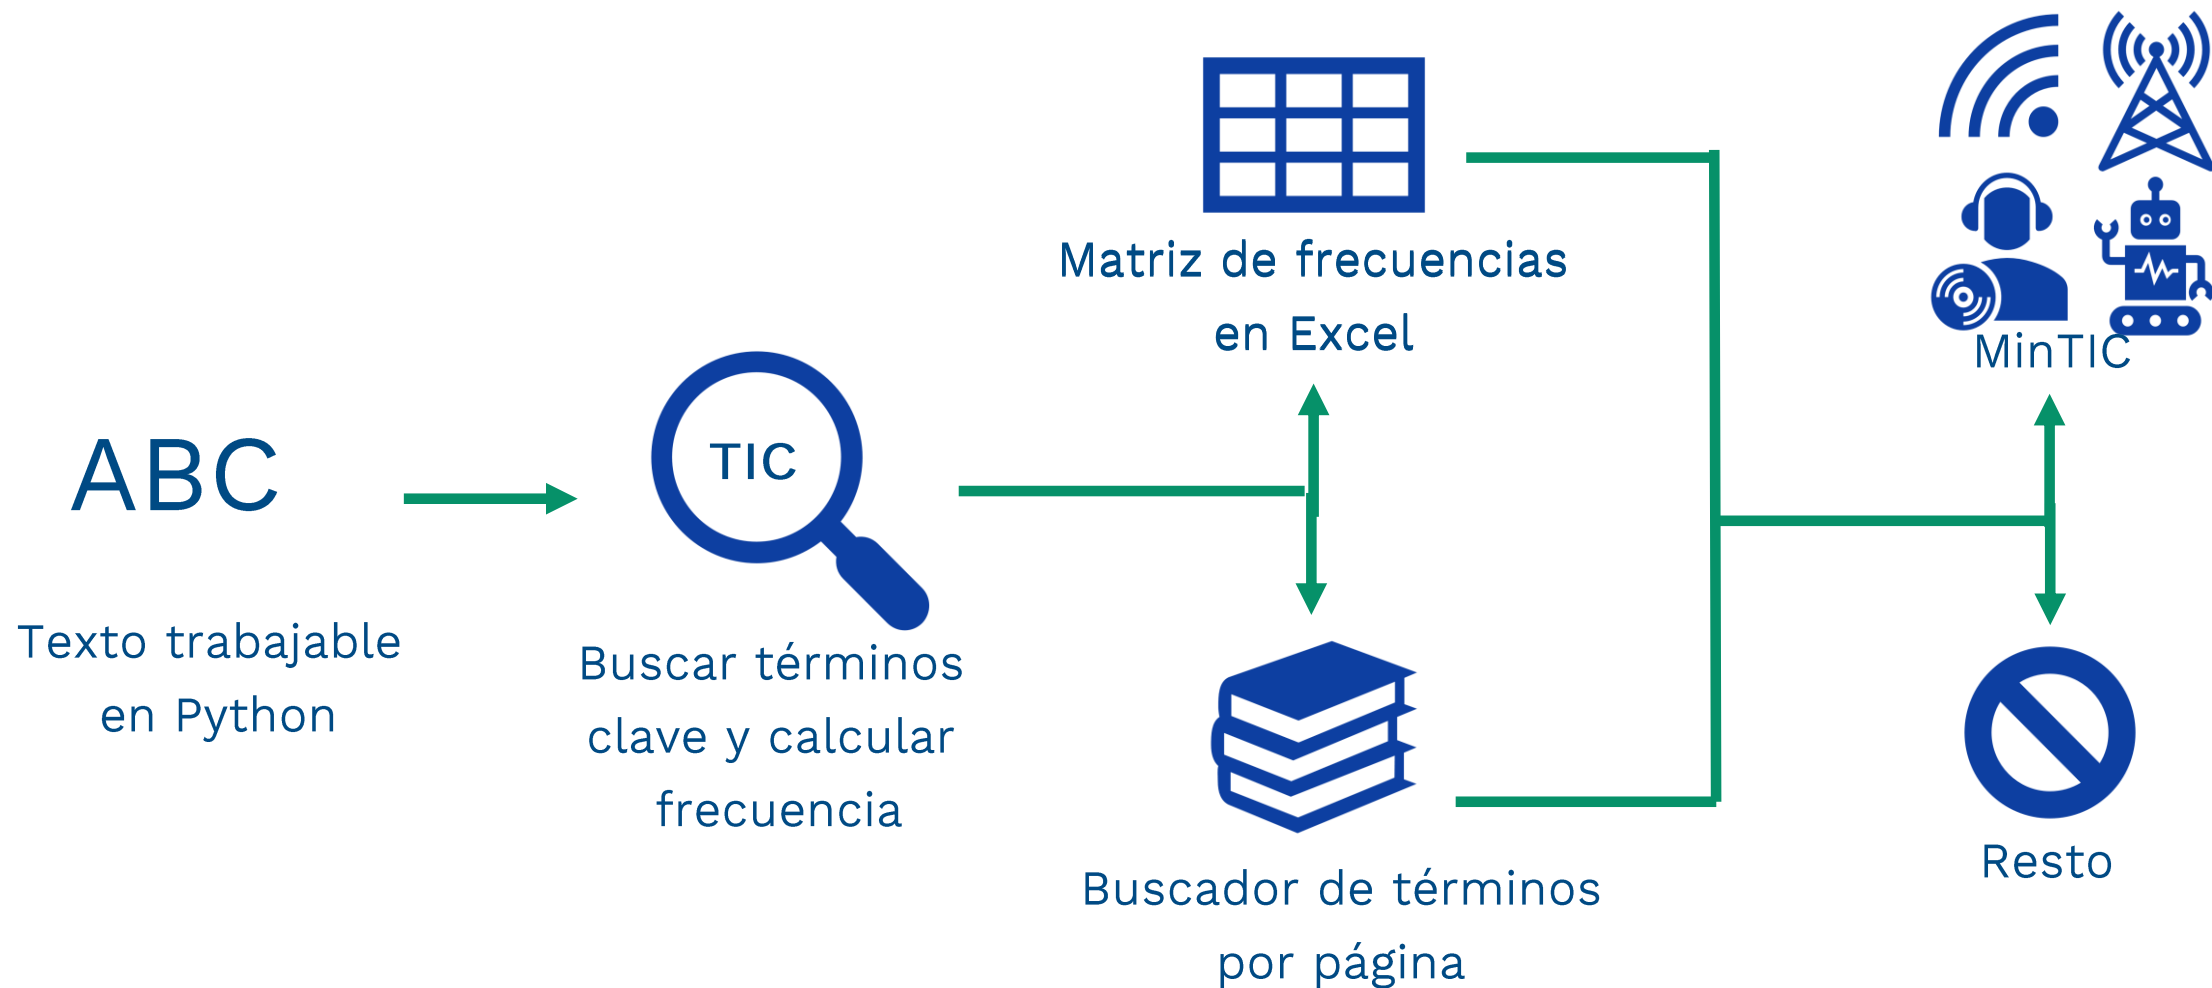 ABC
Texto trabajable
en Python
TIC
Buscar términos
clave y calcular
frecuencia
Matriz de frecuencias
en Excel
Buscador de términos
por página
MinTIC
Resto